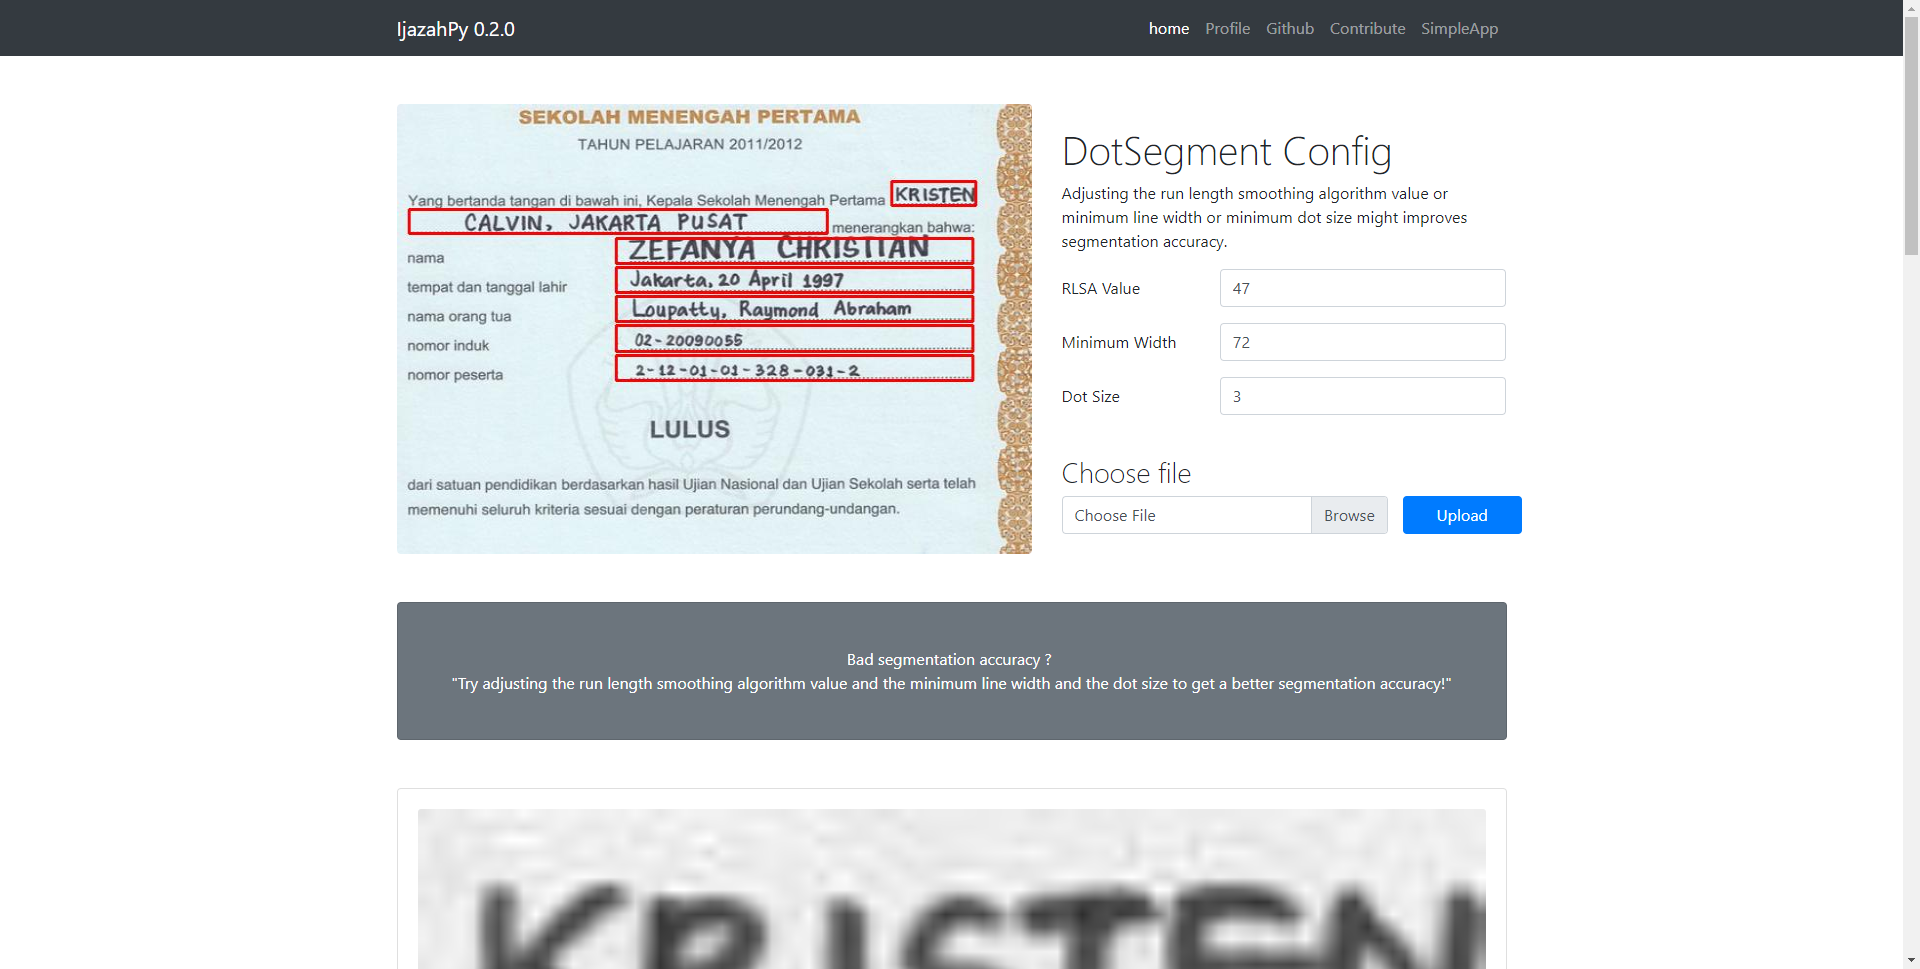 IjazahPy 0.2.0
home Profile Github Contribute SimpleApp
SEKOLAH MENENGAH PERTAMA
TAHUN PELAJARAN 2011/2012
Yang bertanda tangan di bawah ini, Kepala Sekolah Menengah Pertama KRISTEN
CALVIN, JAKARTA PUSAT menerangkan bahwa:
nama ZEFANYA CHRISTIAN
tempat dan tanggal lahir Jakarta, 20 April 1997
nama orang tua Loupatty, Raymond Abraham
nomor induk 02-20090055
nomor peserta 2-12-01-01-328-031-2
LULUS
dari satuan pendidikan berdasarkan hasil Ujian Nasional dan Ujian Sekolah serta telah
memenuhi seluruh kriteria sesuai dengan peraturan perundang-undangan.
DotSegment Config
Adjusting the run length smoothing algorithm value or
minimum line width or minimum dot size might improves
segmentation accuracy.
RLSA Value 47
Minimum Width 72
Dot Size 3
Choose file
Choose File Browse Upload
Bad segmentation accuracy ?
"Try adjusting the run length smoothing algorithm value and the minimum line width and the dot size to get a better segmentation accuracy!"
KRISTEN